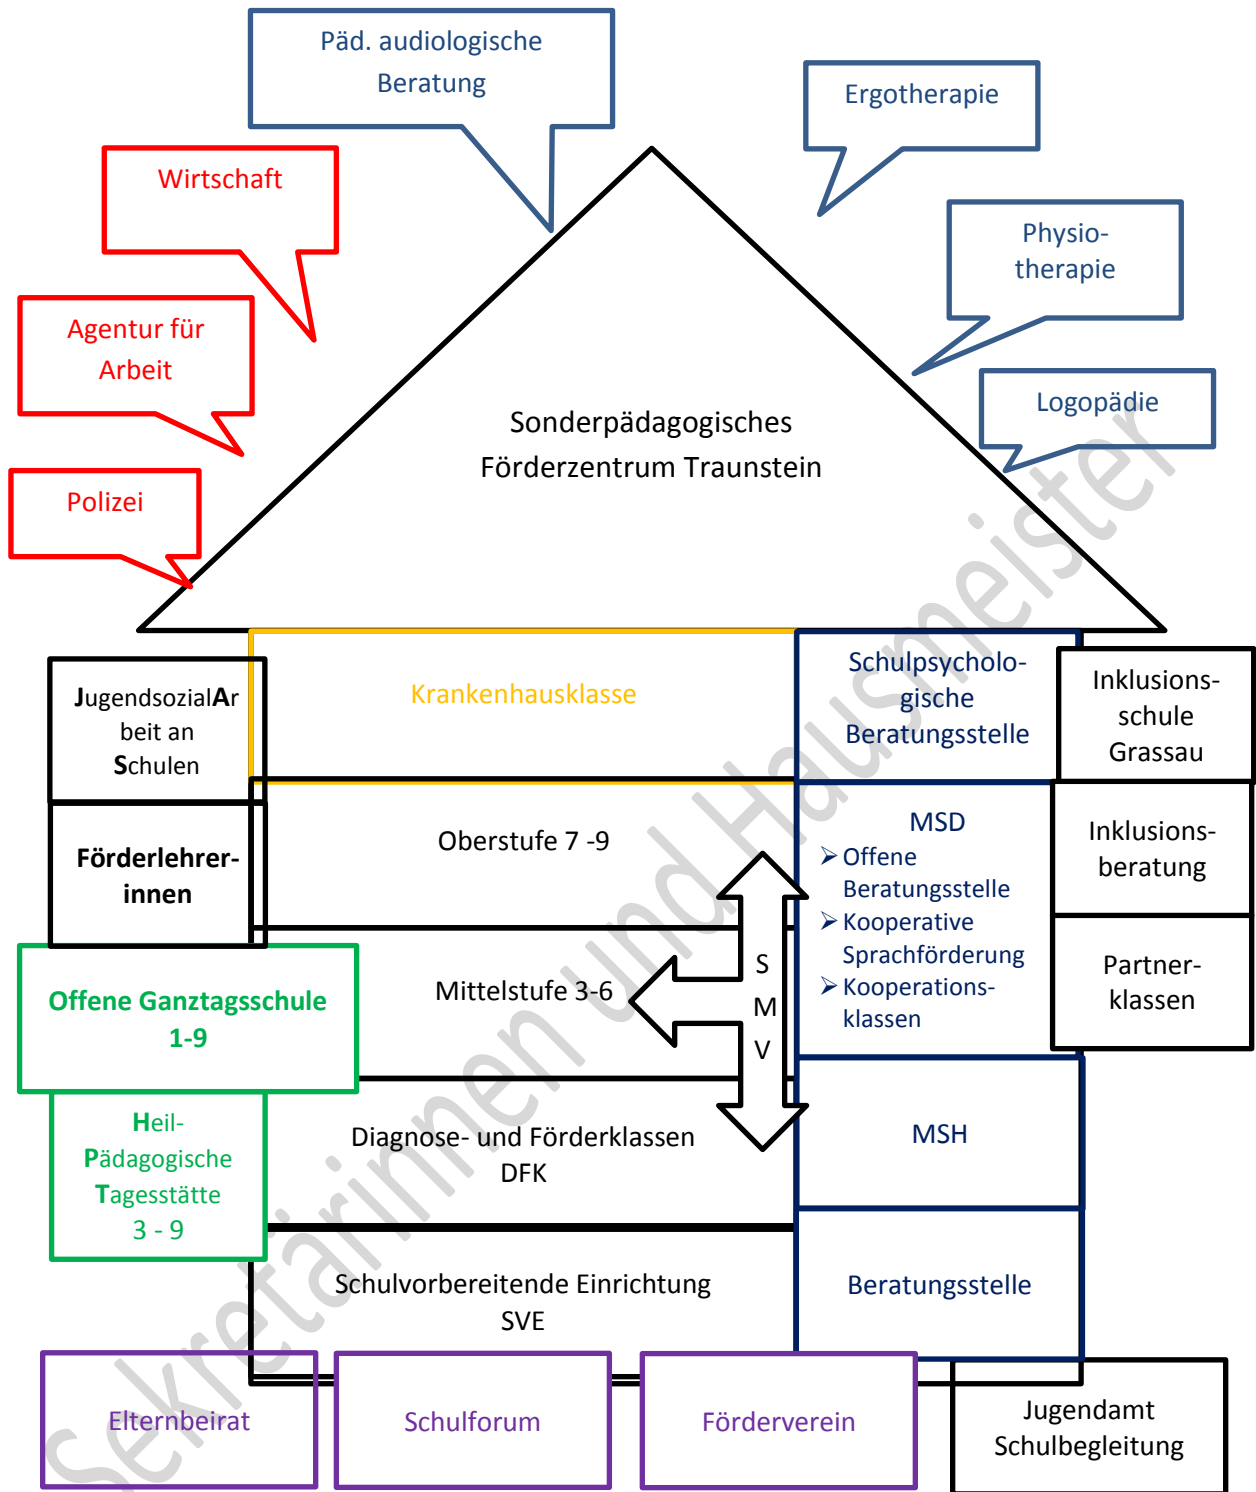 Päd. audiologische
Beratung
Ergotherapie
Wirtschaft
Physio-
therapie
Agentur für
Arbeit
Logopädie
Polizei
Sonderpädagogisches
Förderzentrum Traunstein
JugendsozialAr
beit an
Schulen
Krankenhausklasse
Schulpsycholo-
gische
Beratungsstelle
Inklusions-
schule
Grassau
Förderlehrer-
innen
Oberstufe 7 -9
MSD
➢ Offene
Beratungsstelle
➢ Kooperative
Sprachförderung
➢ Kooperations-
klassen
Inklusions-
beratung
Partner-
klassen
Offene Ganztagsschule
1-9
Mittelstufe 3-6
S
M
V
Heil-
Pädagogische
Tagesstätte
3 - 9
Diagnose- und Förderklassen
DFK
MSH
Schulvorbereitende Einrichtung
SVE
Beratungsstelle
Elternbeirat
Schulforum
Förderverein
Jugendamt
Schulbegleitung
Sekretärinnen und Hausmeister